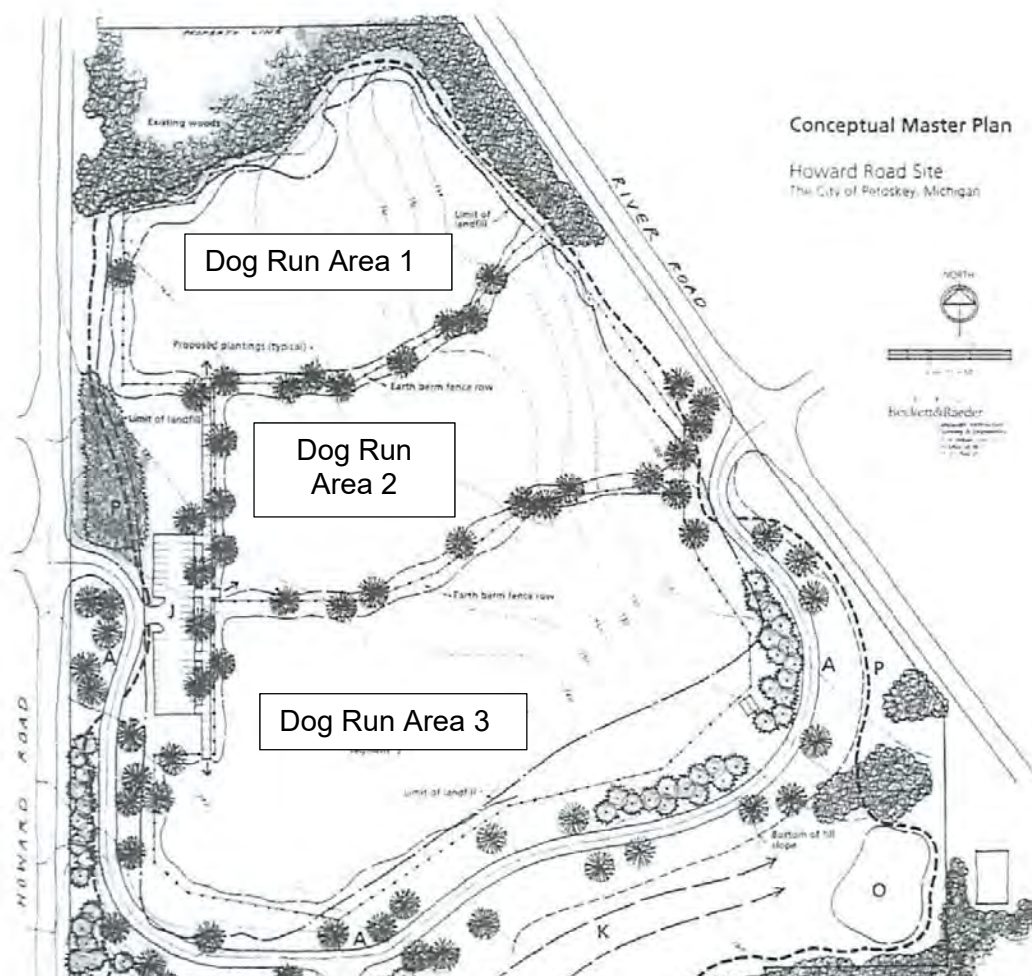 PROPERTY LINE
Existing woods
Conceptual Master Plan
Howard Road Site
The City of Petoskey, Michigan
RIVER ROAD
Limit of
landfill
Dog Run Area 1
NORTH
Proposed plantings (typical)
Earth berm fence row
Beckett&Raeder
Limit of landfill
Dog Run
Area 2
P
J
Earth berm fence row
A
A
P
HOWARD ROAD
Dog Run Area 3
Limit of landfill
Bottom of fill
slope
O
K
A